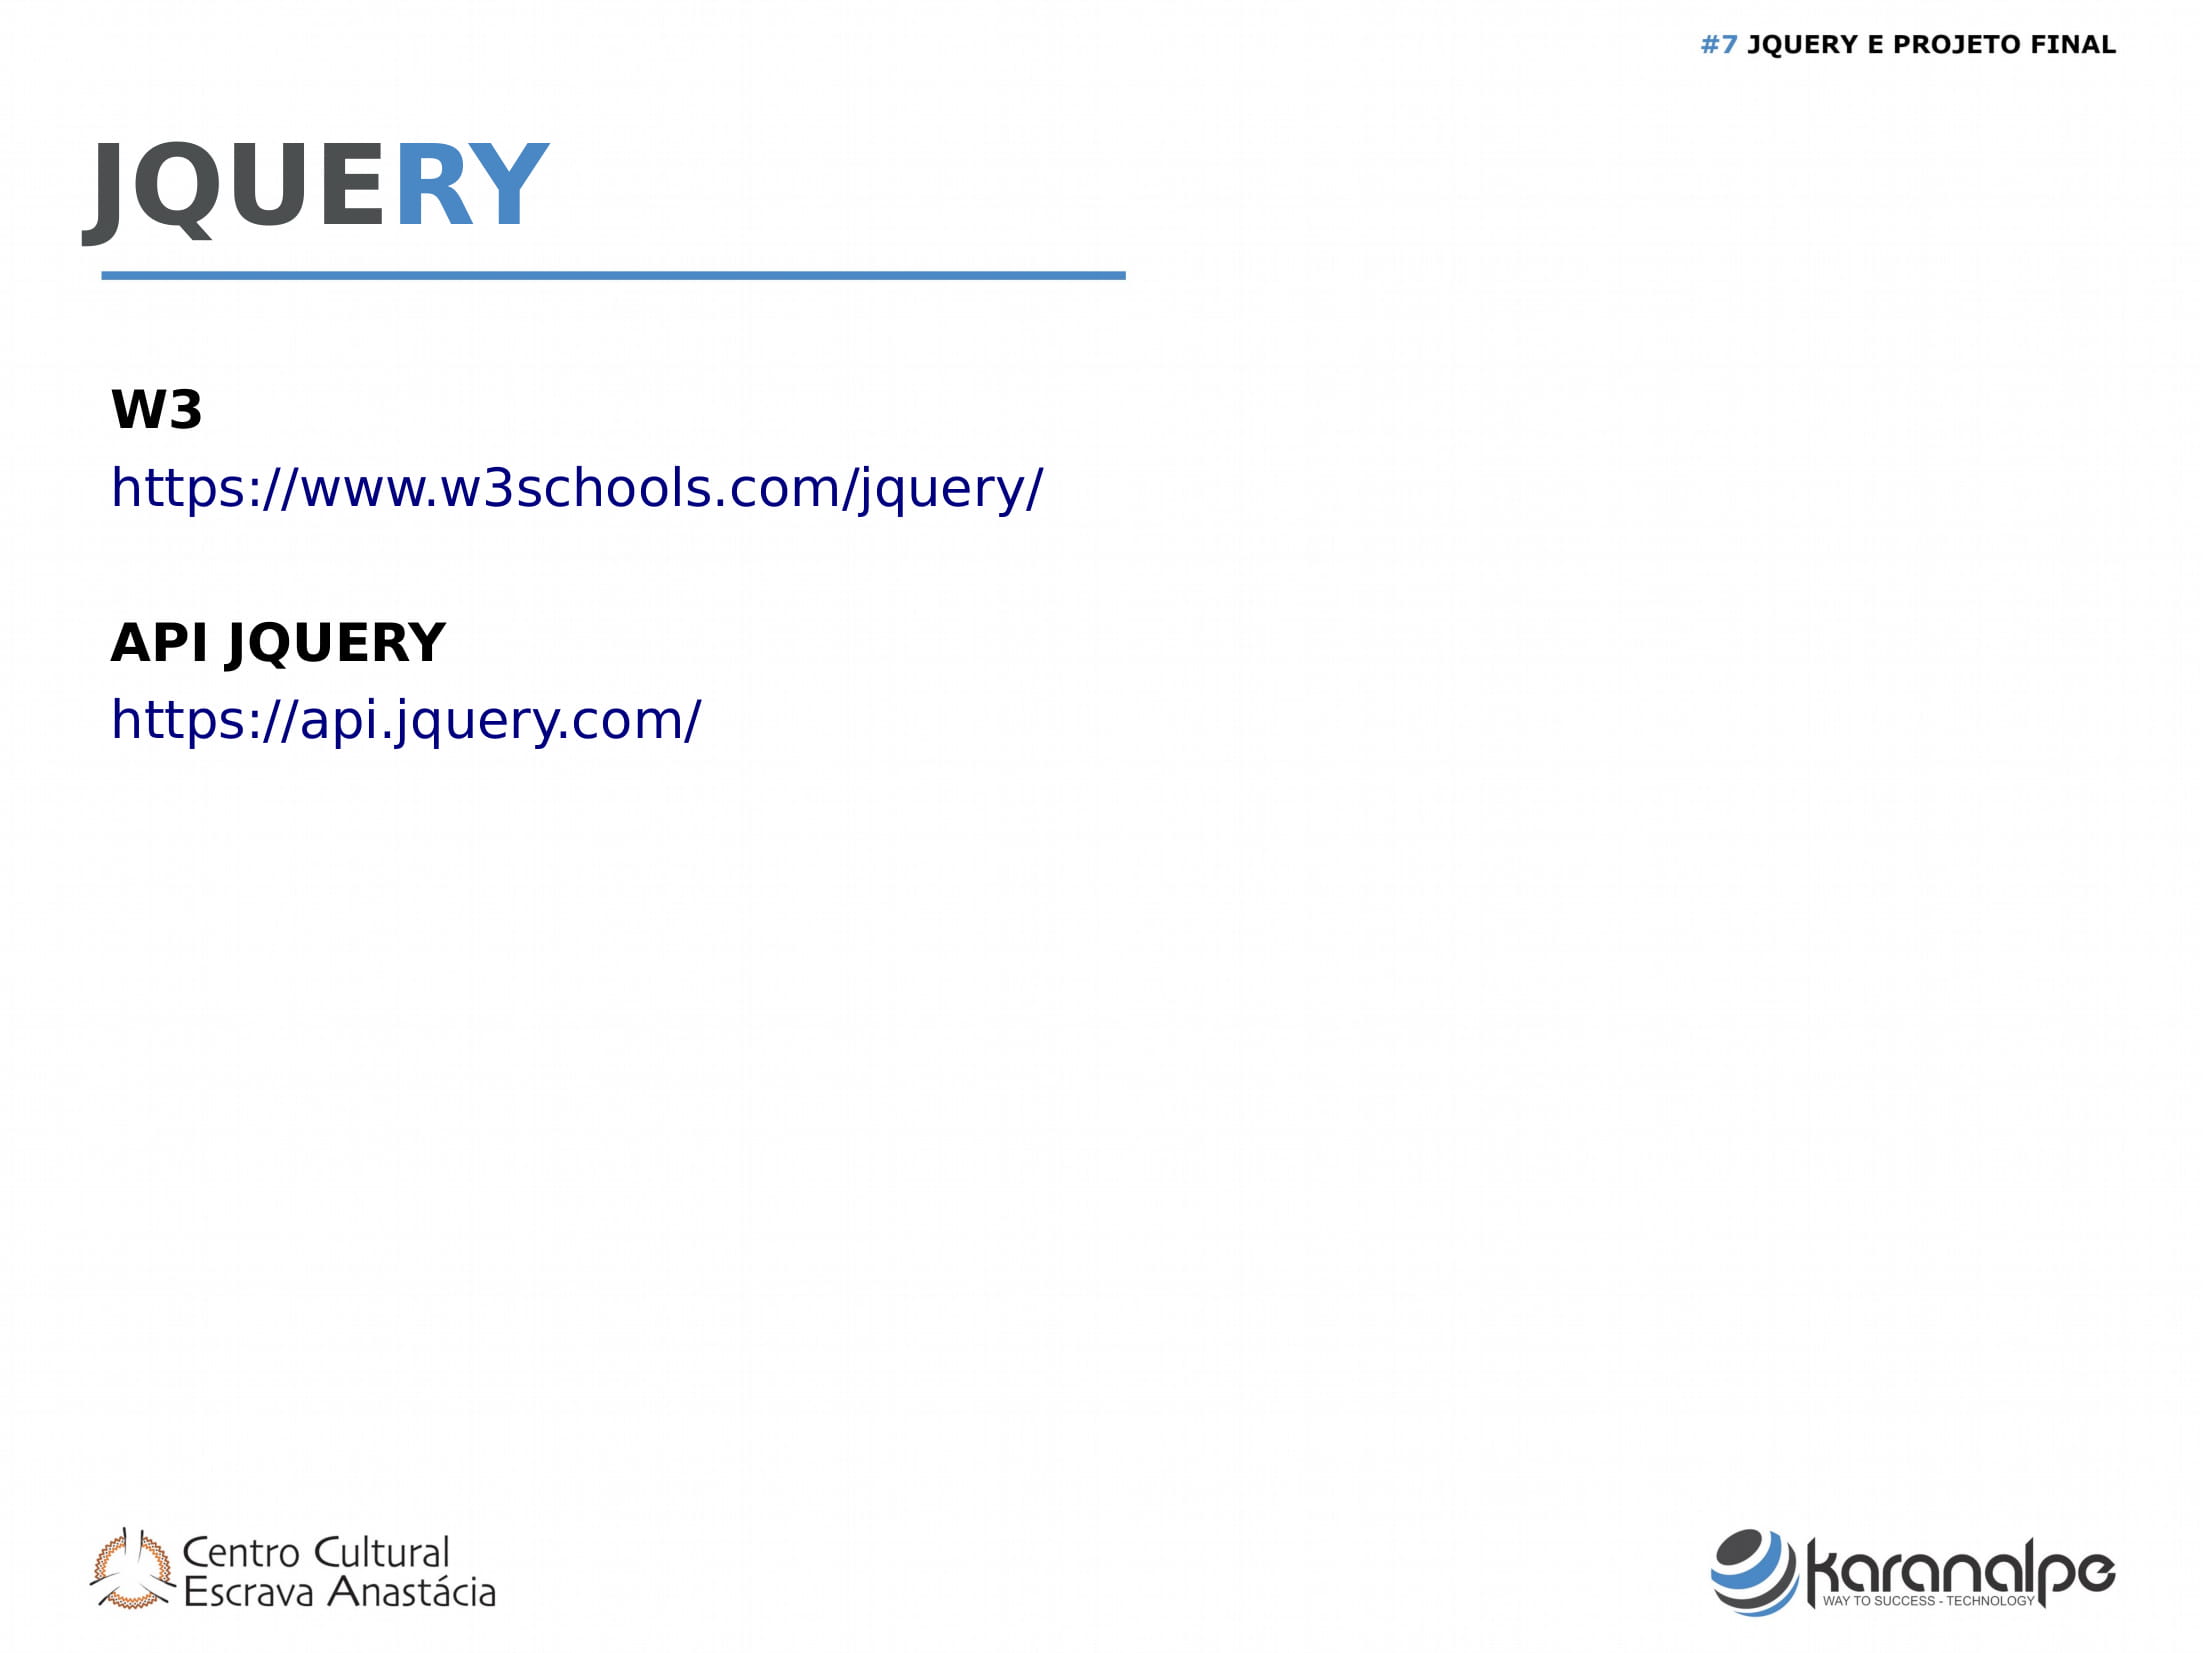 #7 JQUERY E PROJETO FINAL
JQUERY
W3
https://www.w3schools.com/jquery/
API JQUERY
https://api.jquery.com/
Centro Cultural
Escrava Anastácia
karanalpe
WAY TO SUCCESS - TECHNOLOGY